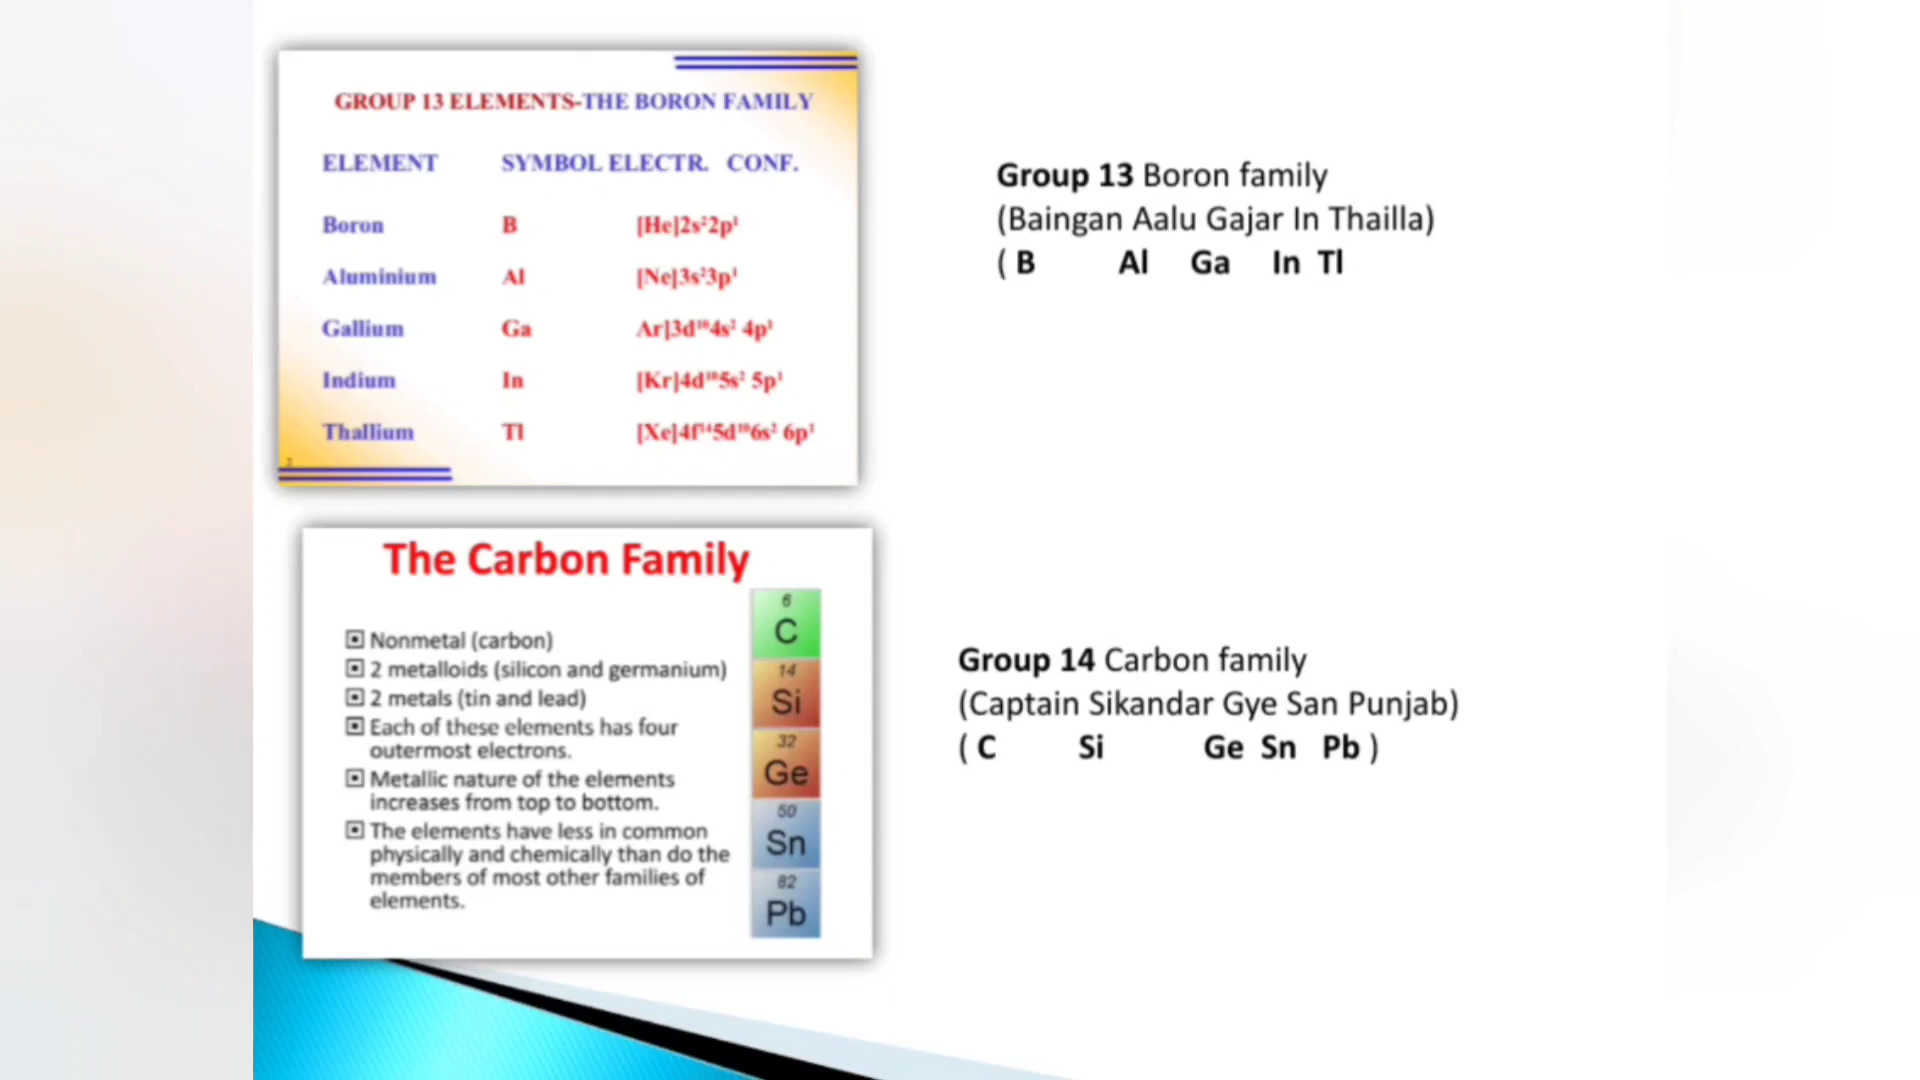 GROUP 13 ELEMENTS-THE BORON FAMILY
ELEMENT SYMBOL ELECTR. CONF.
Boron B [He]2s²2p¹
Aluminium Al [Ne]3s²3p¹
Gallium Ga Ar]3d¹⁰4s² 4p¹
Indium In [Kr]4d¹⁰5s² 5p¹
Thallium Tl [Xe]4f¹⁴5d¹⁰6s² 6p¹
2
Group 13 Boron family
(Baingan Aalu Gajar In Thailla)
( B Al Ga In Tl
The Carbon Family
Nonmetal (carbon)
2 metalloids (silicon and germanium)
2 metals (tin and lead)
Each of these elements has four
outermost electrons.
Metallic nature of the elements
increases from top to bottom.
The elements have less in common
physically and chemically than do the
members of most other families of
elements.
6
C
14
Si
32
Ge
50
Sn
82
Pb
Group 14 Carbon family
(Captain Sikandar Gye San Punjab)
( C Si Ge Sn Pb )